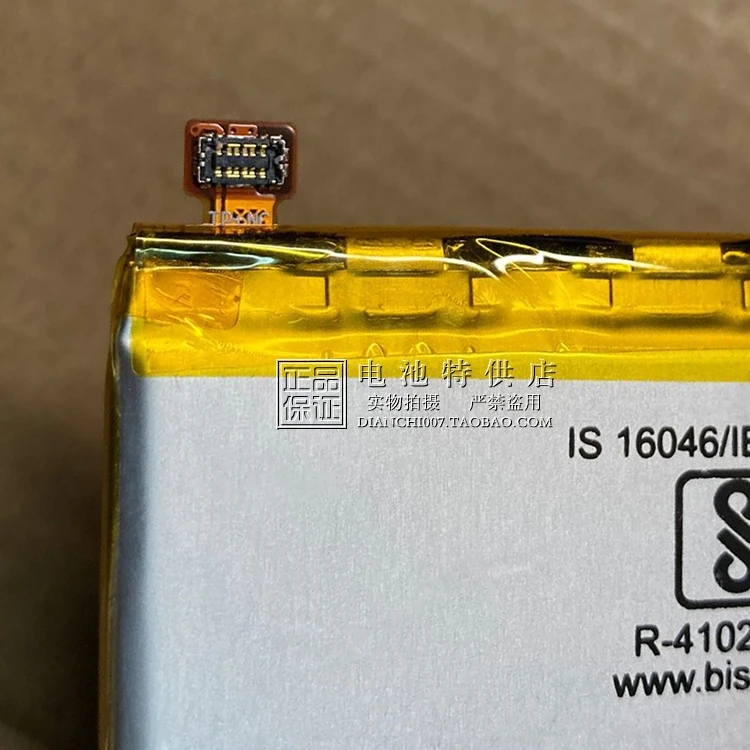 正品
保证
电池特供店
实物拍摄 严禁盗用
DIANCHI007.TAOBAO.COM
IS 16046/IE
R-4102
www.bis